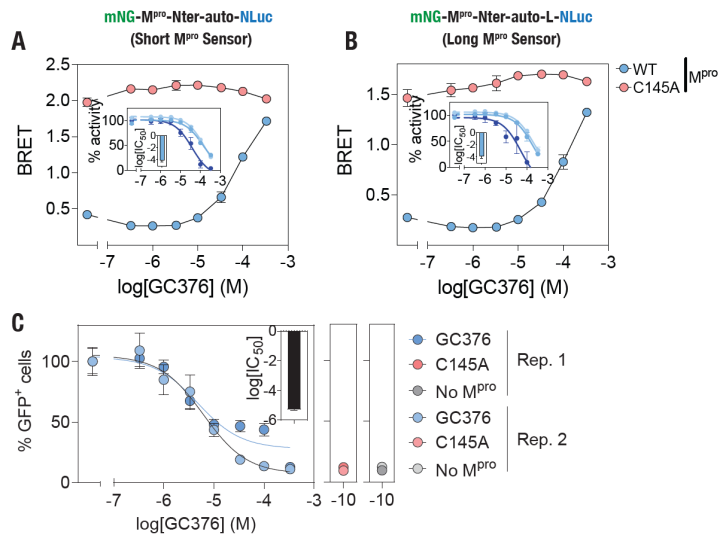 mNG-Mᵖʳᵒ-Nter-auto-NLuc
(Short Mᵖʳᵒ Sensor)
mNG-Mᵖʳᵒ-Nter-auto-L-NLuc
(Long Mᵖʳᵒ Sensor)
A
BRET
2.5
2.0
1.5
1.0
0.5
-7
-6
-5
-4
-3
log[GC376] (M)
% activity
100
50
0
-log[IC₅₀]
0
-2
-4
-7
-6
-5
-4
-3
B
BRET
1.5
1.0
0.5
-7
-6
-5
-4
-3
log[GC376] (M)
% activity
100
50
0
-log[IC₅₀]
0
-2
-4
-7
-6
-5
-4
-3
WT
C145A
Mᵖʳᵒ
C
% GFP⁺ cells
100
50
0
-7
-6
-5
-4
-3
log[GC376] (M)
log[IC₅₀]
0
-2
-4
-6
-10
-10
GC376
C145A
No Mᵖʳᵒ
Rep. 1
GC376
C145A
No Mᵖʳᵒ
Rep. 2